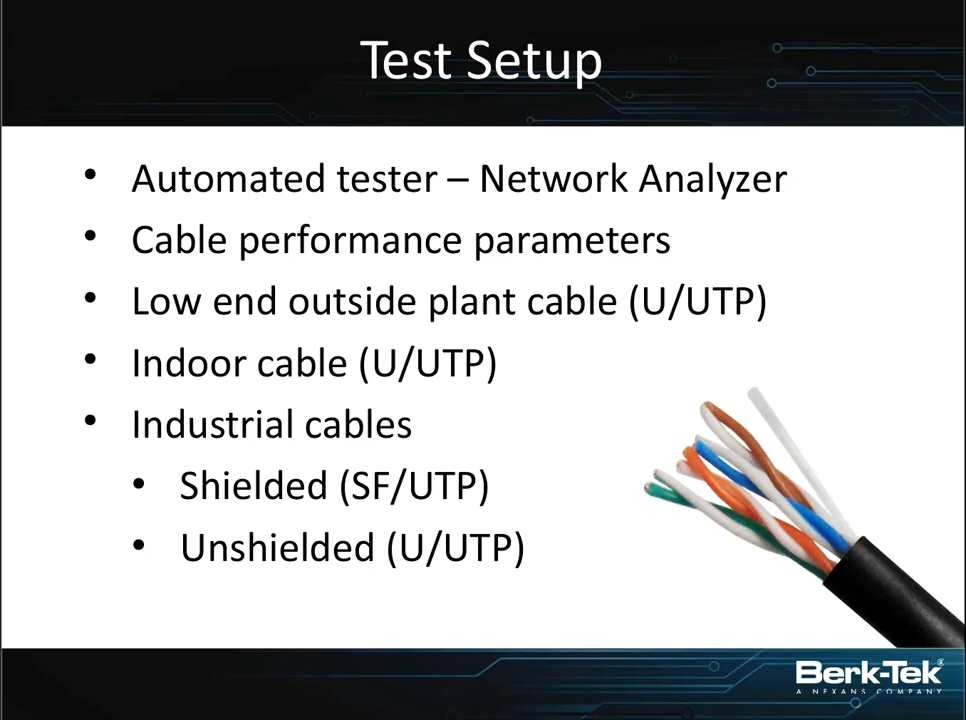 Test Setup
• Automated tester – Network Analyzer
• Cable performance parameters
• Low end outside plant cable (U/UTP)
• Indoor cable (U/UTP)
• Industrial cables
• Shielded (SF/UTP)
• Unshielded (U/UTP)
Berk-Tek®
A NEXANS COMPANY